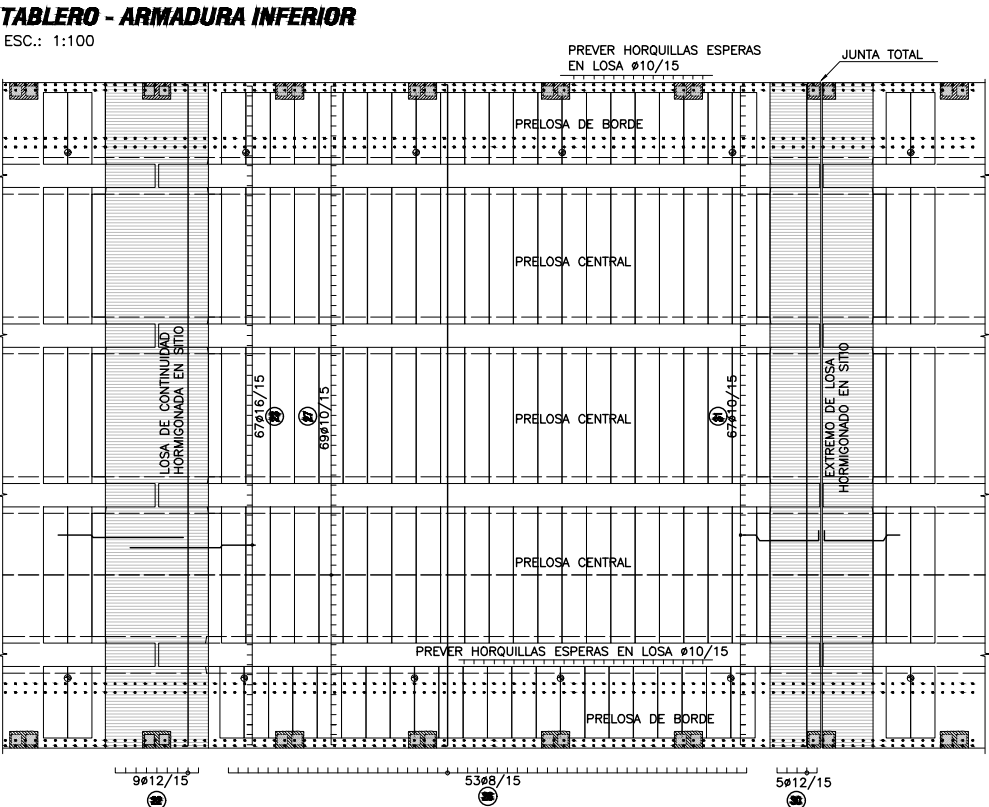 TABLERO - ARMADURA INFERIOR
ESC.: 1:100
PREVER HORQUILLAS ESPERAS
EN LOSA ø10/15
JUNTA TOTAL
PRELOSA DE BORDE
PRELOSA CENTRAL
LOSA DE CONTINUIDAD
HORMIGONADA EN SITIO
67ø16/15
69ø10/15
PRELOSA CENTRAL
67ø10/15
EXTREMO DE LOSA
HORMIGONADO EN SITIO
PRELOSA CENTRAL
PREVER HORQUILLAS ESPERAS EN LOSA ø10/15
PRELOSA DE BORDE
9ø12/15
53ø8/15
5ø12/15